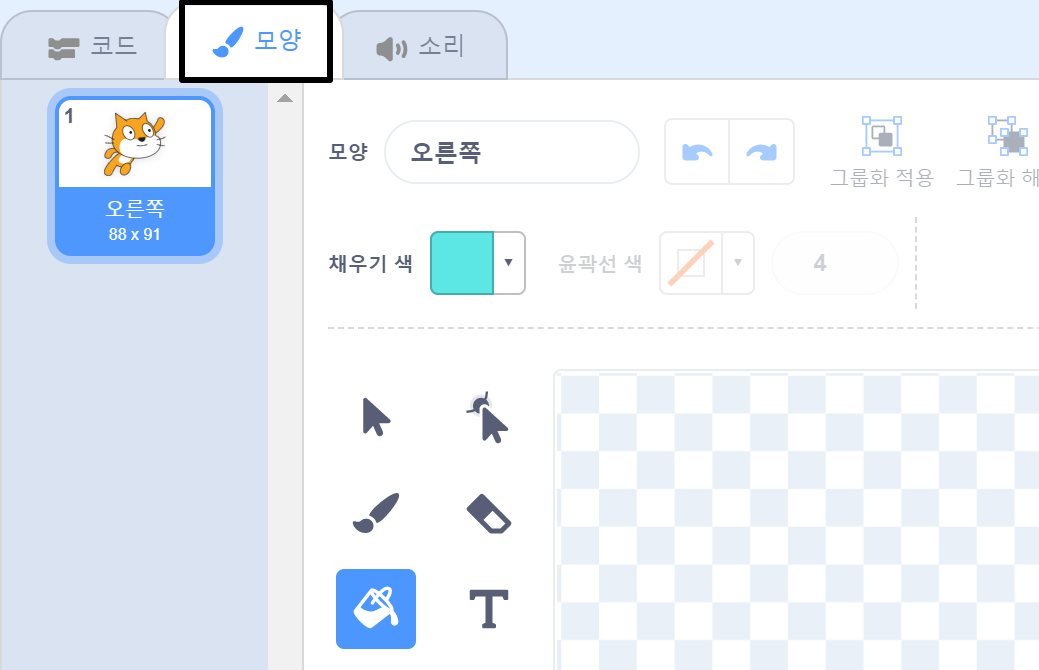 코드
모양
소리
1
오른쪽
88 x 91
모양
오른쪽
그룹화 적용
그룹화 해
채우기 색
윤곽선 색
4